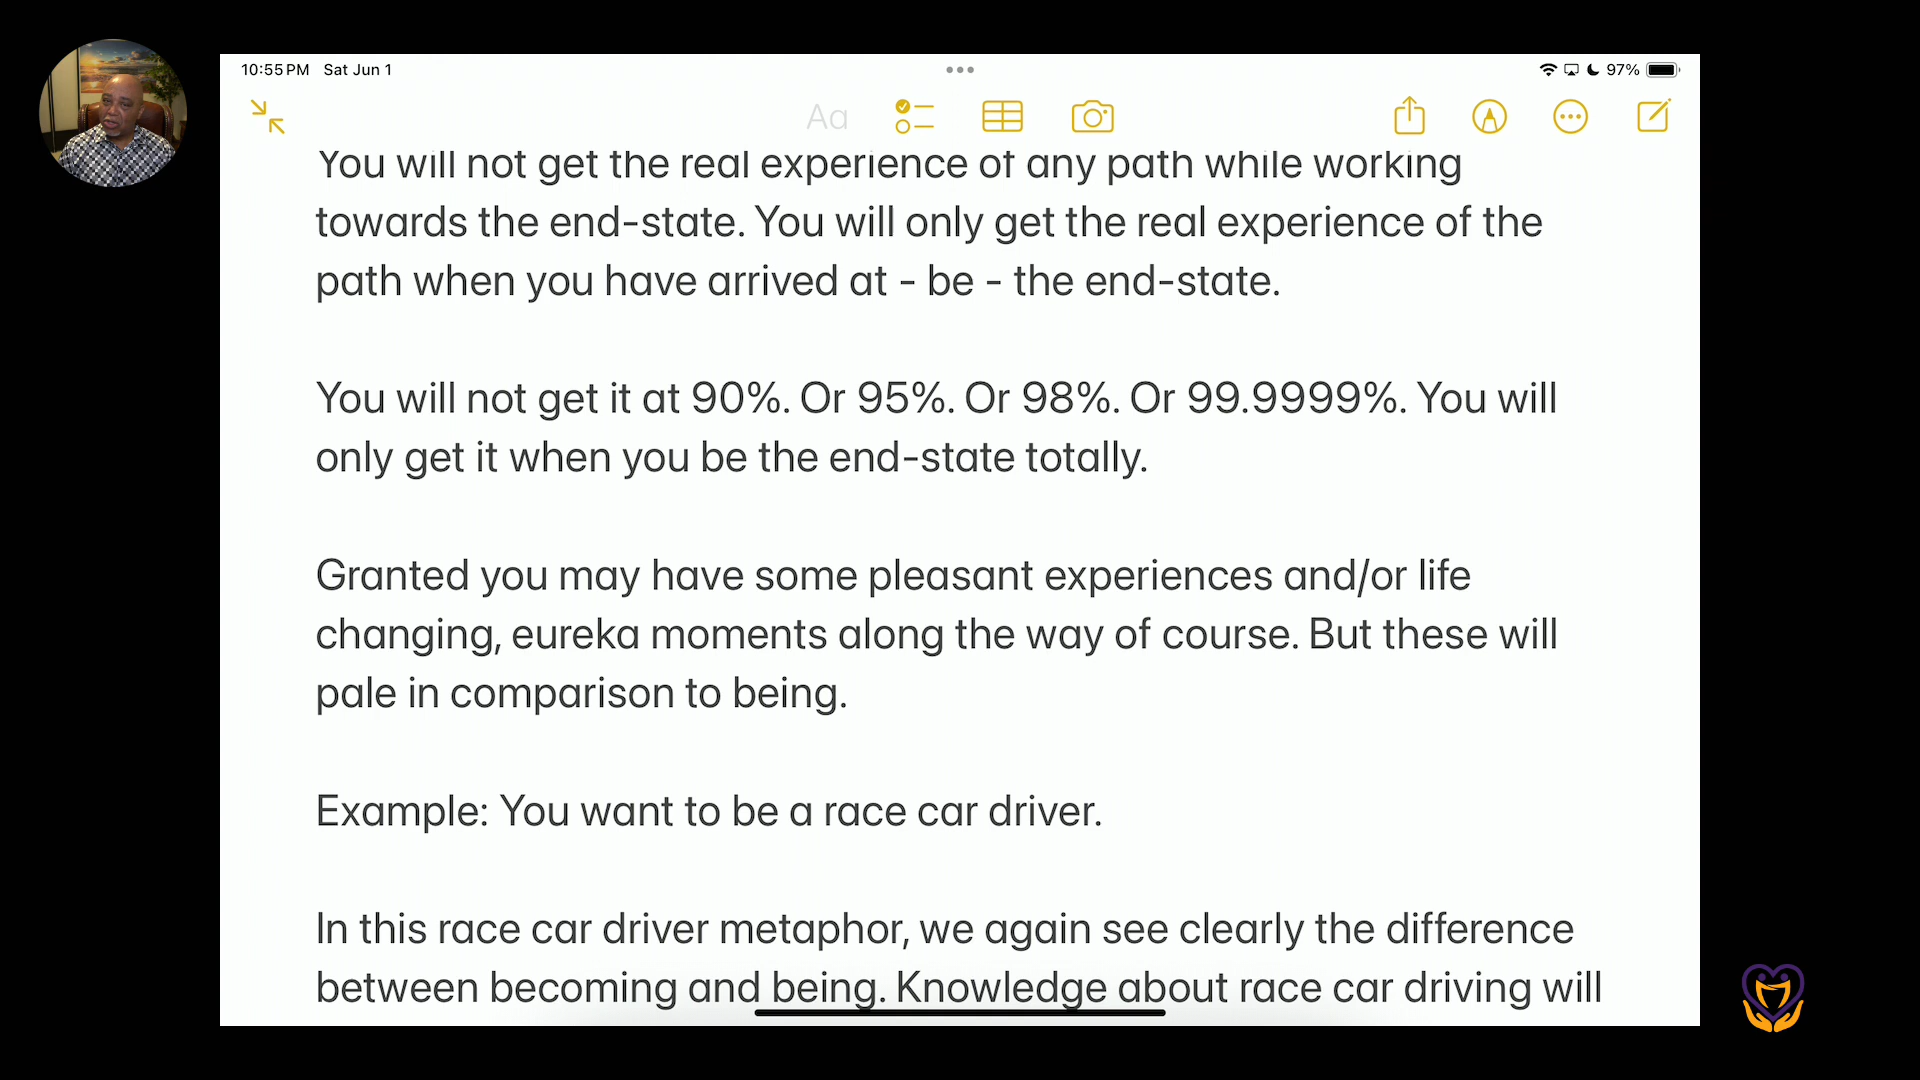 10:55 PM Sat Jun 1
97%
Aa
You will not get the real experience of any path while working
towards the end-state. You will only get the real experience of the
path when you have arrived at - be - the end-state.
You will not get it at 90%. Or 95%. Or 98%. Or 99.9999%. You will
only get it when you be the end-state totally.
Granted you may have some pleasant experiences and/or life
changing, eureka moments along the way of course. But these will
pale in comparison to being.
Example: You want to be a race car driver.
In this race car driver metaphor, we again see clearly the difference
between becoming and being. Knowledge about race car driving will